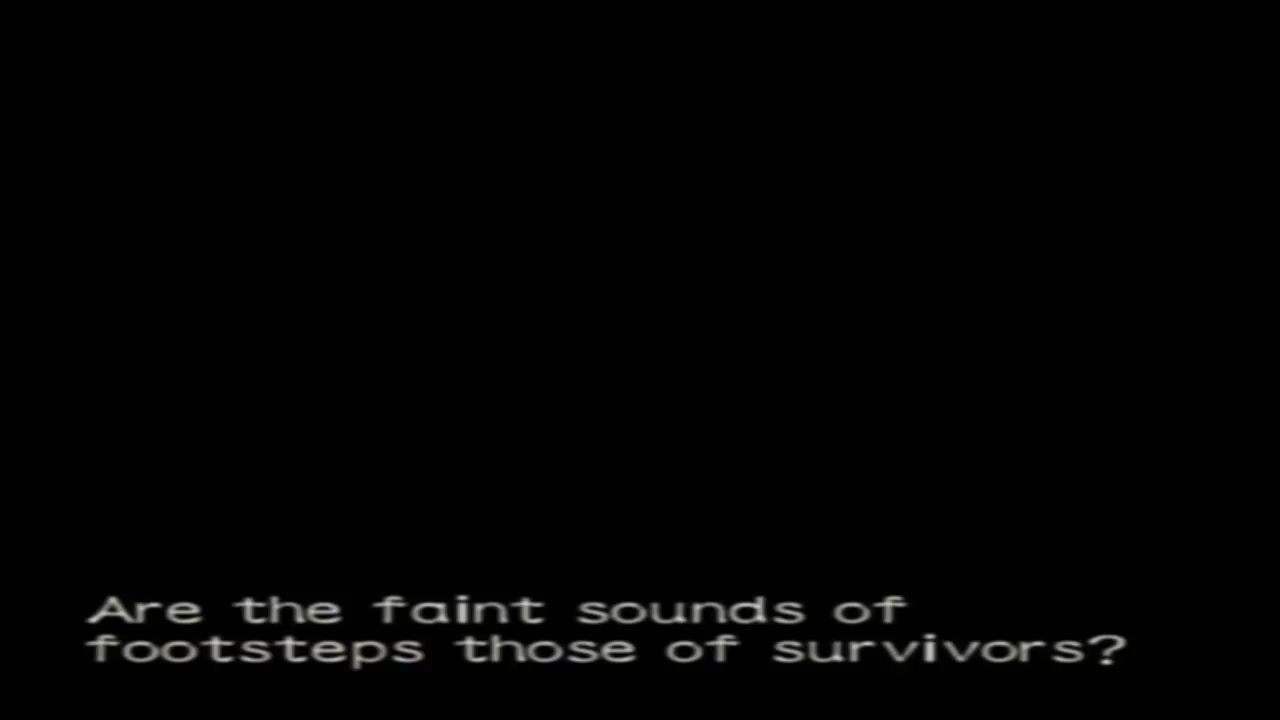 Are the faint sounds of
footsteps those of survivors?